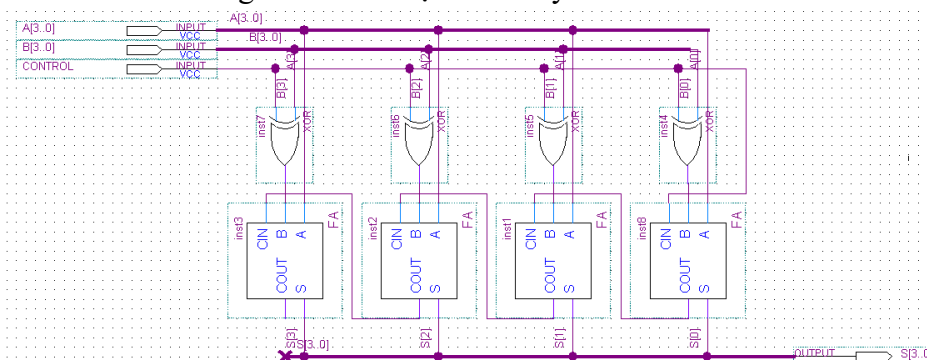 A[3..0] INPUT VCC A[3..0]
B[3..0] INPUT VCC B[3..0]
CONTROL INPUT VCC
A[3] A[2] A[1] A[0]
B[3] B[2] B[1] B[0]
inst7 XOR inst6 XOR inst5 XOR inst4 XOR
inst3 CIN B A FA inst2 CIN B A FA inst1 CIN B A FA inst8 CIN B A FA
COUT S COUT S COUT S COUT S
S[3] S[2] S[1] S[0]
S[3..0] OUTPUT